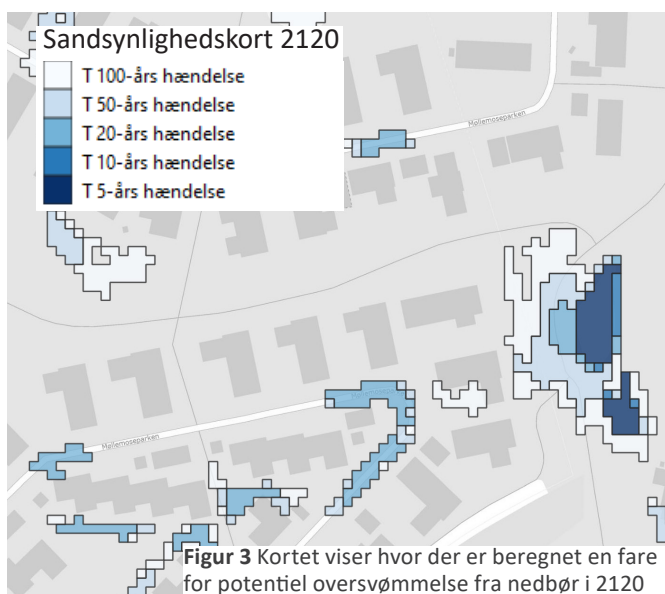 Sandsynlighedskort 2120
T 100-års hændelse
T 50-års hændelse
T 20-års hændelse
T 10-års hændelse
T 5-års hændelse
Møllemoseparken
Møllemoseparken
Figur 3 Kortet viser hvor der er beregnet en fare
for potentiel oversvømmelse fra nedbør i 2120